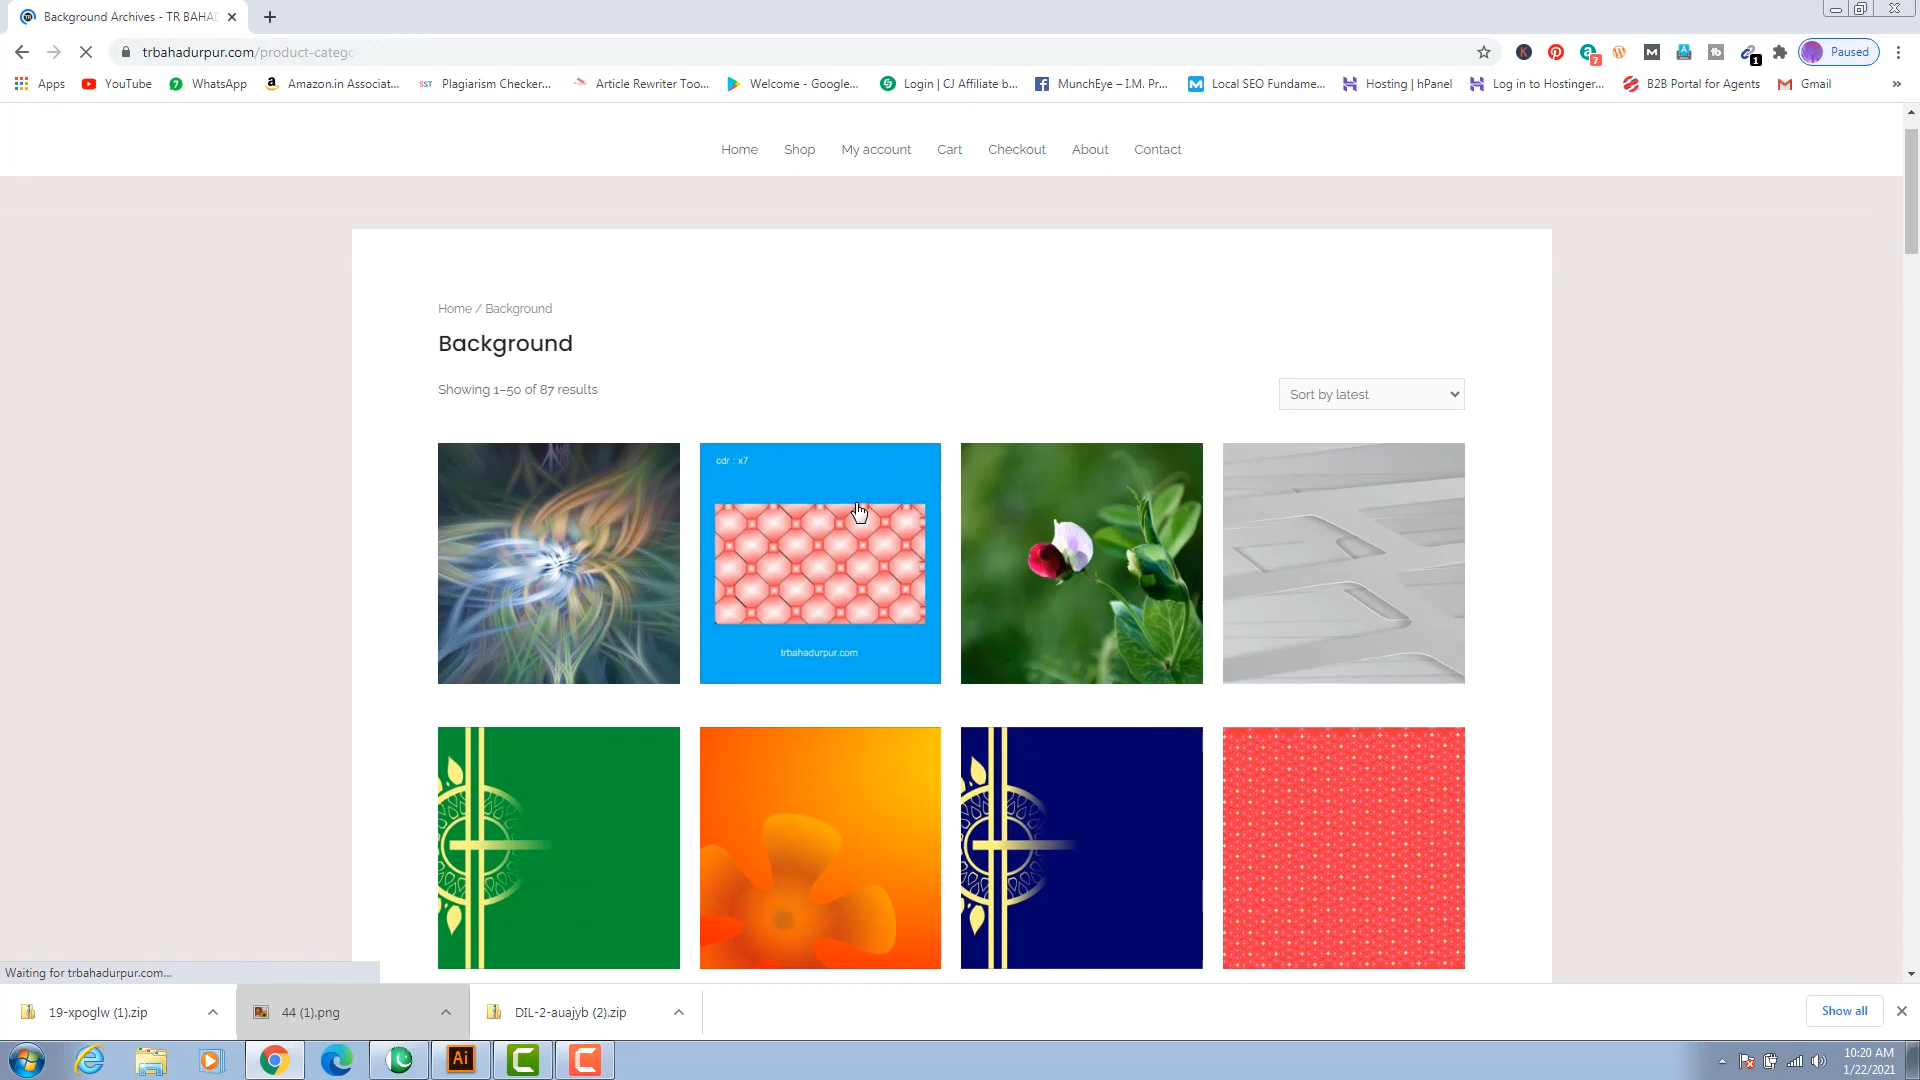 Background Archives - TR BAHAD
trbahadurpur.com/product-catego
Paused
Apps
YouTube
WhatsApp
Amazon.in Associat...
Plagiarism Checker...
Article Rewriter Too...
Welcome - Google...
Login | CJ Affiliate b...
MunchEye – I.M. Pr...
Local SEO Fundame...
Hosting | hPanel
Log in to Hostinger...
B2B Portal for Agents
Gmail
Home
Shop
My account
Cart
Checkout
About
Contact
Home / Background
Background
Showing 1–50 of 87 results
Sort by latest
cdr : x7
trbahadurpur.com
Waiting for trbahadurpur.com...
19-xpoglw (1).zip
44 (1).png
DIL-2-auajyb (2).zip
Show all
10:20 AM
1/22/2021